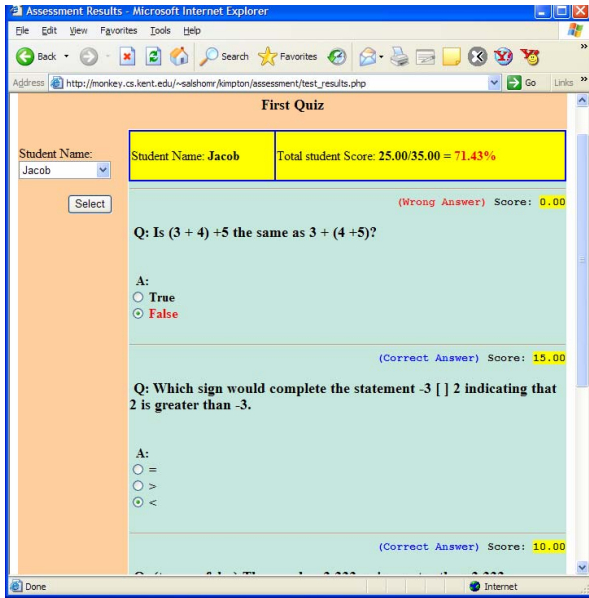 Assessment Results - Microsoft Internet Explorer
File Edit View Favorites Tools Help
Back Search Favorites
Address http://monkey.cs.kent.edu/~salshomr/kimpton/assessment/test_results.php Go Links »
First Quiz
Student Name:
Jacob
Select
Student Name: Jacob Total student Score: 25.00/35.00 = 71.43%
(Wrong Answer) Score: 0.00
Q: Is (3 + 4) +5 the same as 3 + (4 +5)?
A:
True
False
(Correct Answer) Score: 15.00
Q: Which sign would complete the statement -3 [ ] 2 indicating that
2 is greater than -3.
A:
=
>
<
(Correct Answer) Score: 10.00
Done Internet